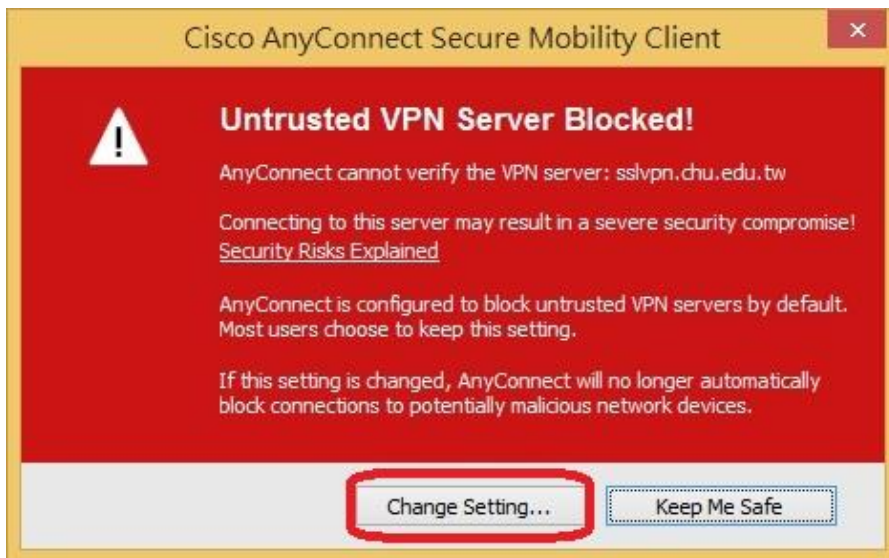 Cisco AnyConnect Secure Mobility Client
Untrusted VPN Server Blocked!
AnyConnect cannot verify the VPN server: sslvpn.chu.edu.tw
Connecting to this server may result in a severe security compromise!
Security Risks Explained
AnyConnect is configured to block untrusted VPN servers by default.
Most users choose to keep this setting.
If this setting is changed, AnyConnect will no longer automatically
block connections to potentially malicious network devices.
Change Setting...
Keep Me Safe